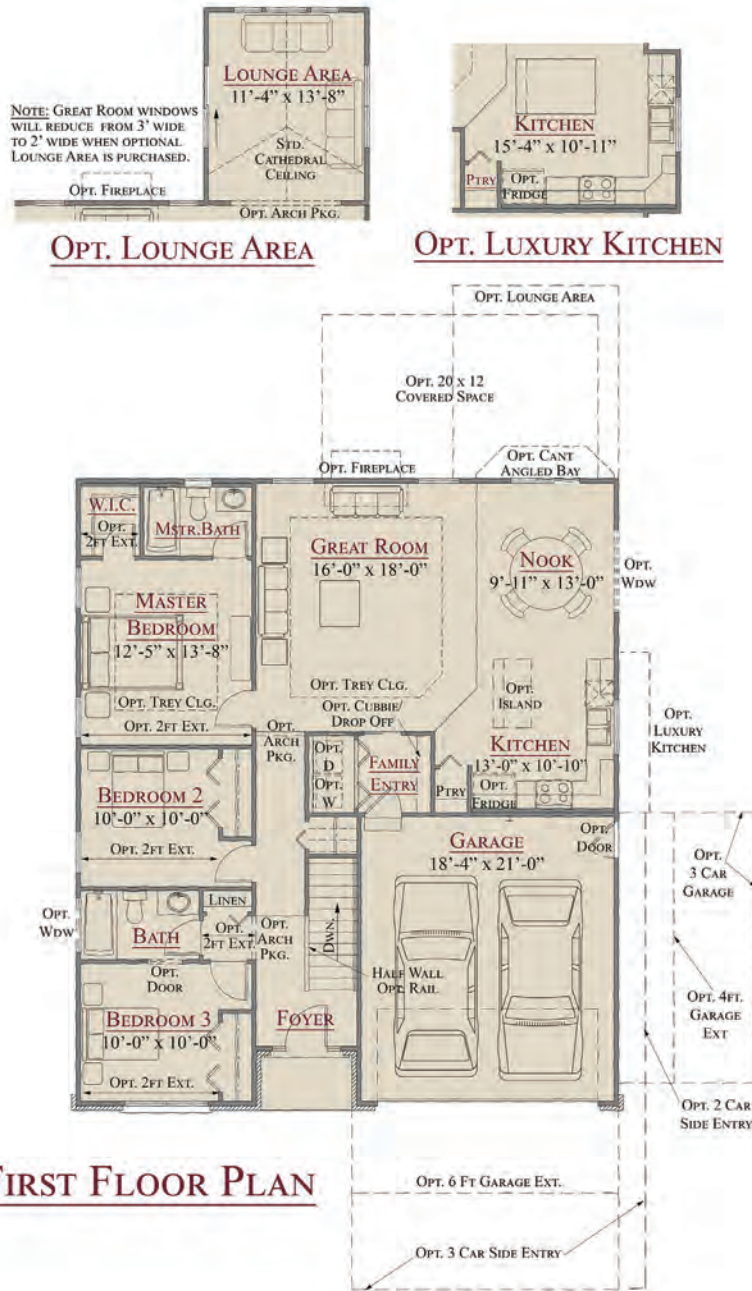 NOTE: GREAT ROOM WINDOWS
WILL REDUCE FROM 3' WIDE
TO 2' WIDE WHEN OPTIONAL
LOUNGE AREA IS PURCHASED.
OPT. FIREPLACE
LOUNGE AREA
11'-4" X 13'-8"
STD.
CATHEDRAL
CEILING
OPT. ARCH PKG.
OPT. LOUNGE AREA
KITCHEN
15'-4" X 10'-11"
PTRY
OPT.
FRIDGE
OPT. LUXURY KITCHEN
OPT. LOUNGE AREA
OPT. 20 X 12
COVERED SPACE
OPT. FIREPLACE
OPT. CANT
ANGLED BAY
W.I.C.
OPT.
2FT EXT.
MSTR.BATH
GREAT ROOM
16'-0" X 18'-0"
NOOK
9'-11" X 13'-0"
OPT.
WDW
MASTER
BEDROOM
12'-5" X 13'-8"
OPT. TREY CLG.
OPT. 2FT EXT.
OPT. TREY CLG.
OPT.
ISLAND
OPT. CUBBIE/
DROP OFF
OPT.
ARCH
PKG.
OPT.
D
OPT.
W
FAMILY
ENTRY
PTRY
KITCHEN
13'-0" X 10'-10"
OPT.
FRIDGE
OPT.
LUXURY
KITCHEN
BEDROOM 2
10'-0" X 10'-0"
OPT. 2FT EXT.
GARAGE
18'-4" X 21'-0"
OPT.
DOOR
OPT.
3 CAR
GARAGE
LINEN
OPT.
2FT EXT.
OPT.
WDW
BATH
OPT.
ARCH
PKG.
DWN.
OPT.
DOOR
HALF WALL
OPT. RAIL
OPT. 4FT.
GARAGE
EXT
BEDROOM 3
10'-0" X 10'-0"
OPT. 2FT EXT.
FOYER
OPT. 2 CAR
SIDE ENTRY
FIRST FLOOR PLAN
OPT. 6 FT GARAGE EXT.
OPT. 3 CAR SIDE ENTRY